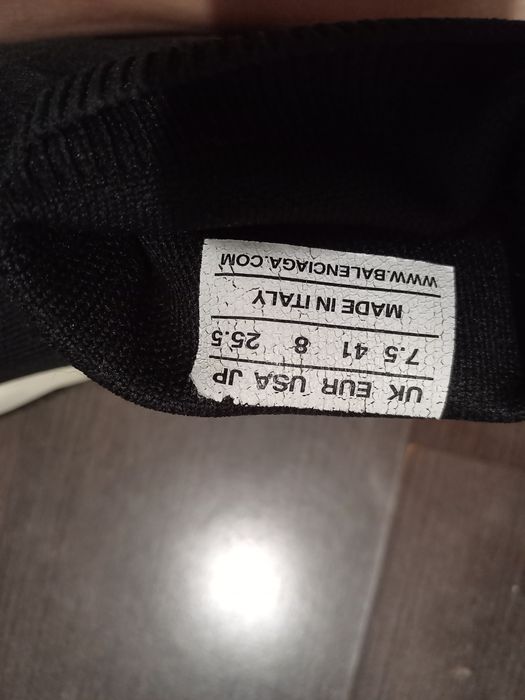 UK EUR USA JP
7.5 41 8 25.5
MADE IN ITALY
WWW.BALENCIAGA.COM